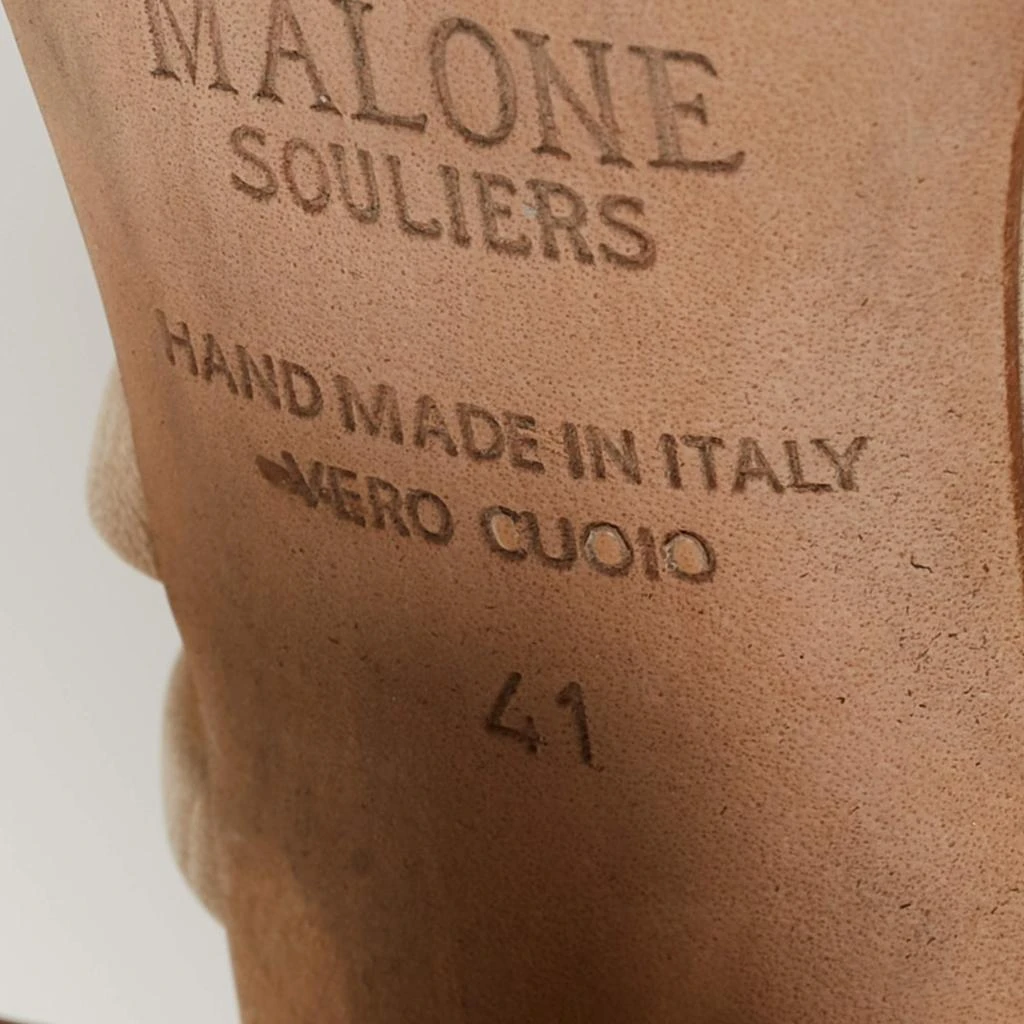 MALONE
SOULIERS
HAND MADE IN ITALY
VERO CUOIO
41